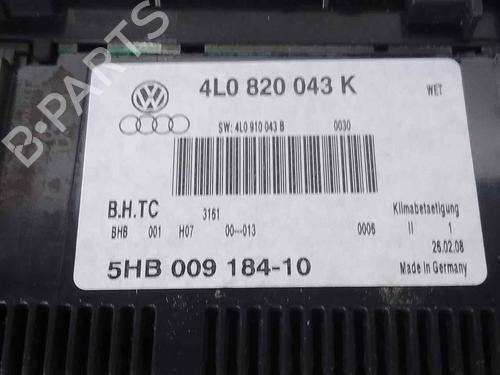 B-PARTS
4L0 820 043 K WET
SW: 4L0 910 043 B 0030
B.H.TC 3161 Klimabetaetigung
BHB 001 H07 00---013 0006 II 1
26.02.08
5HB 009 184-10 Made in Germany